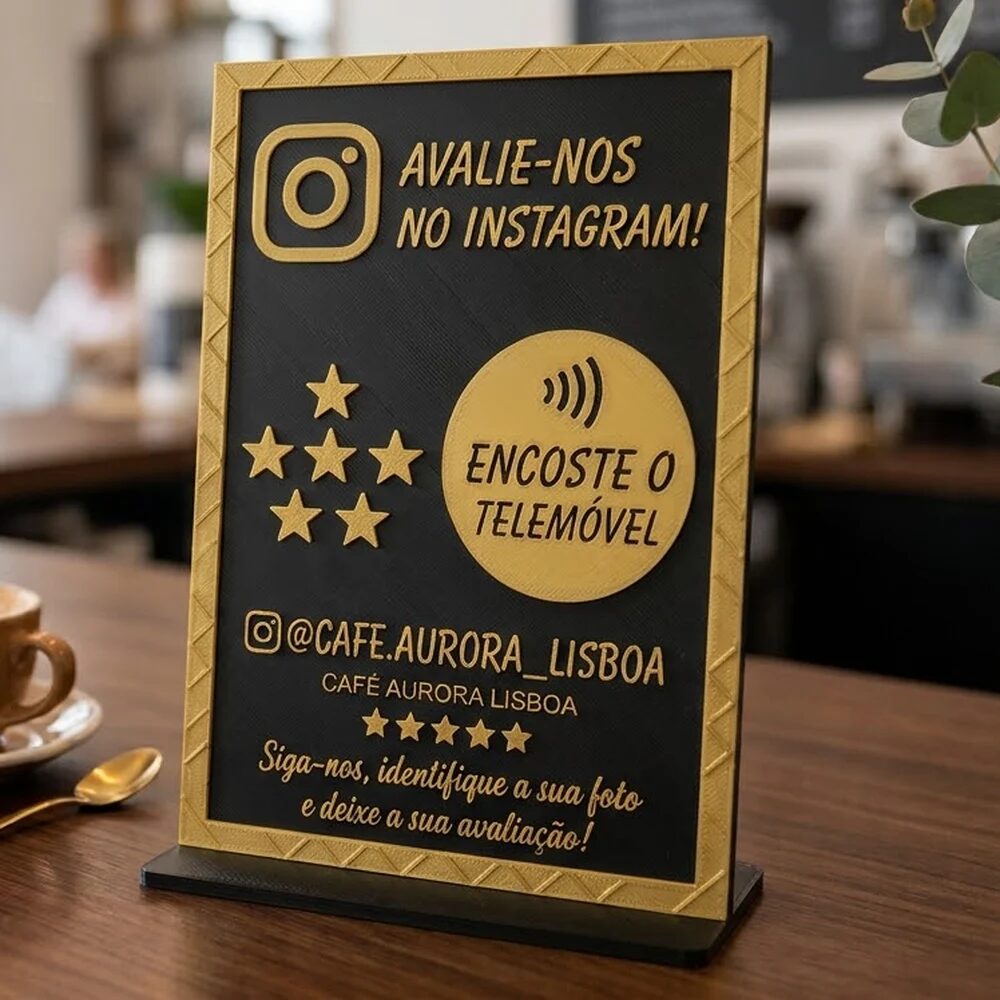 AVALIE-NOS
NO INSTAGRAM!
ENCOSTE O
TELEMÓVEL
@CAFE.AURORA_LISBOA
CAFÉ AURORA LISBOA
Siga-nos, identifique a sua foto
e deixe a sua avaliação!